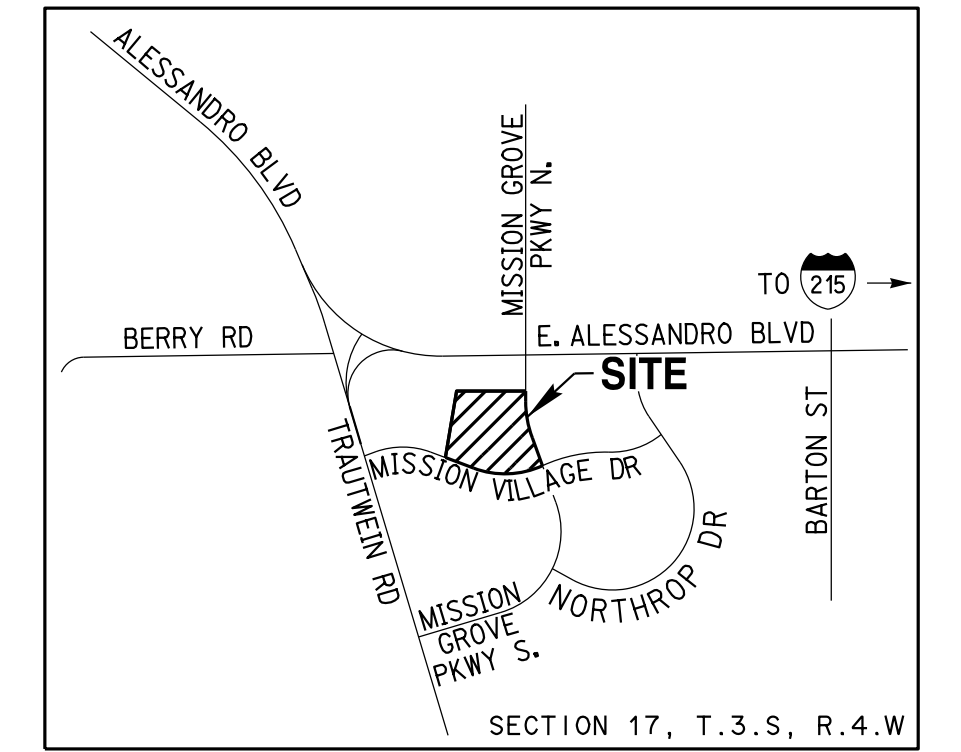 ALESSANDRO BLVD
MISSION GROVE
PKWY N.
TO 215
BERRY RD
E. ALESSANDRO BLVD
SITE
BARTON ST
TRAUTWEIN RD
MISSION VILLAGE DR
NORTHROP DR
MISSION
GROVE
PKWY S.
SECTION 17, T.3.S, R.4.W